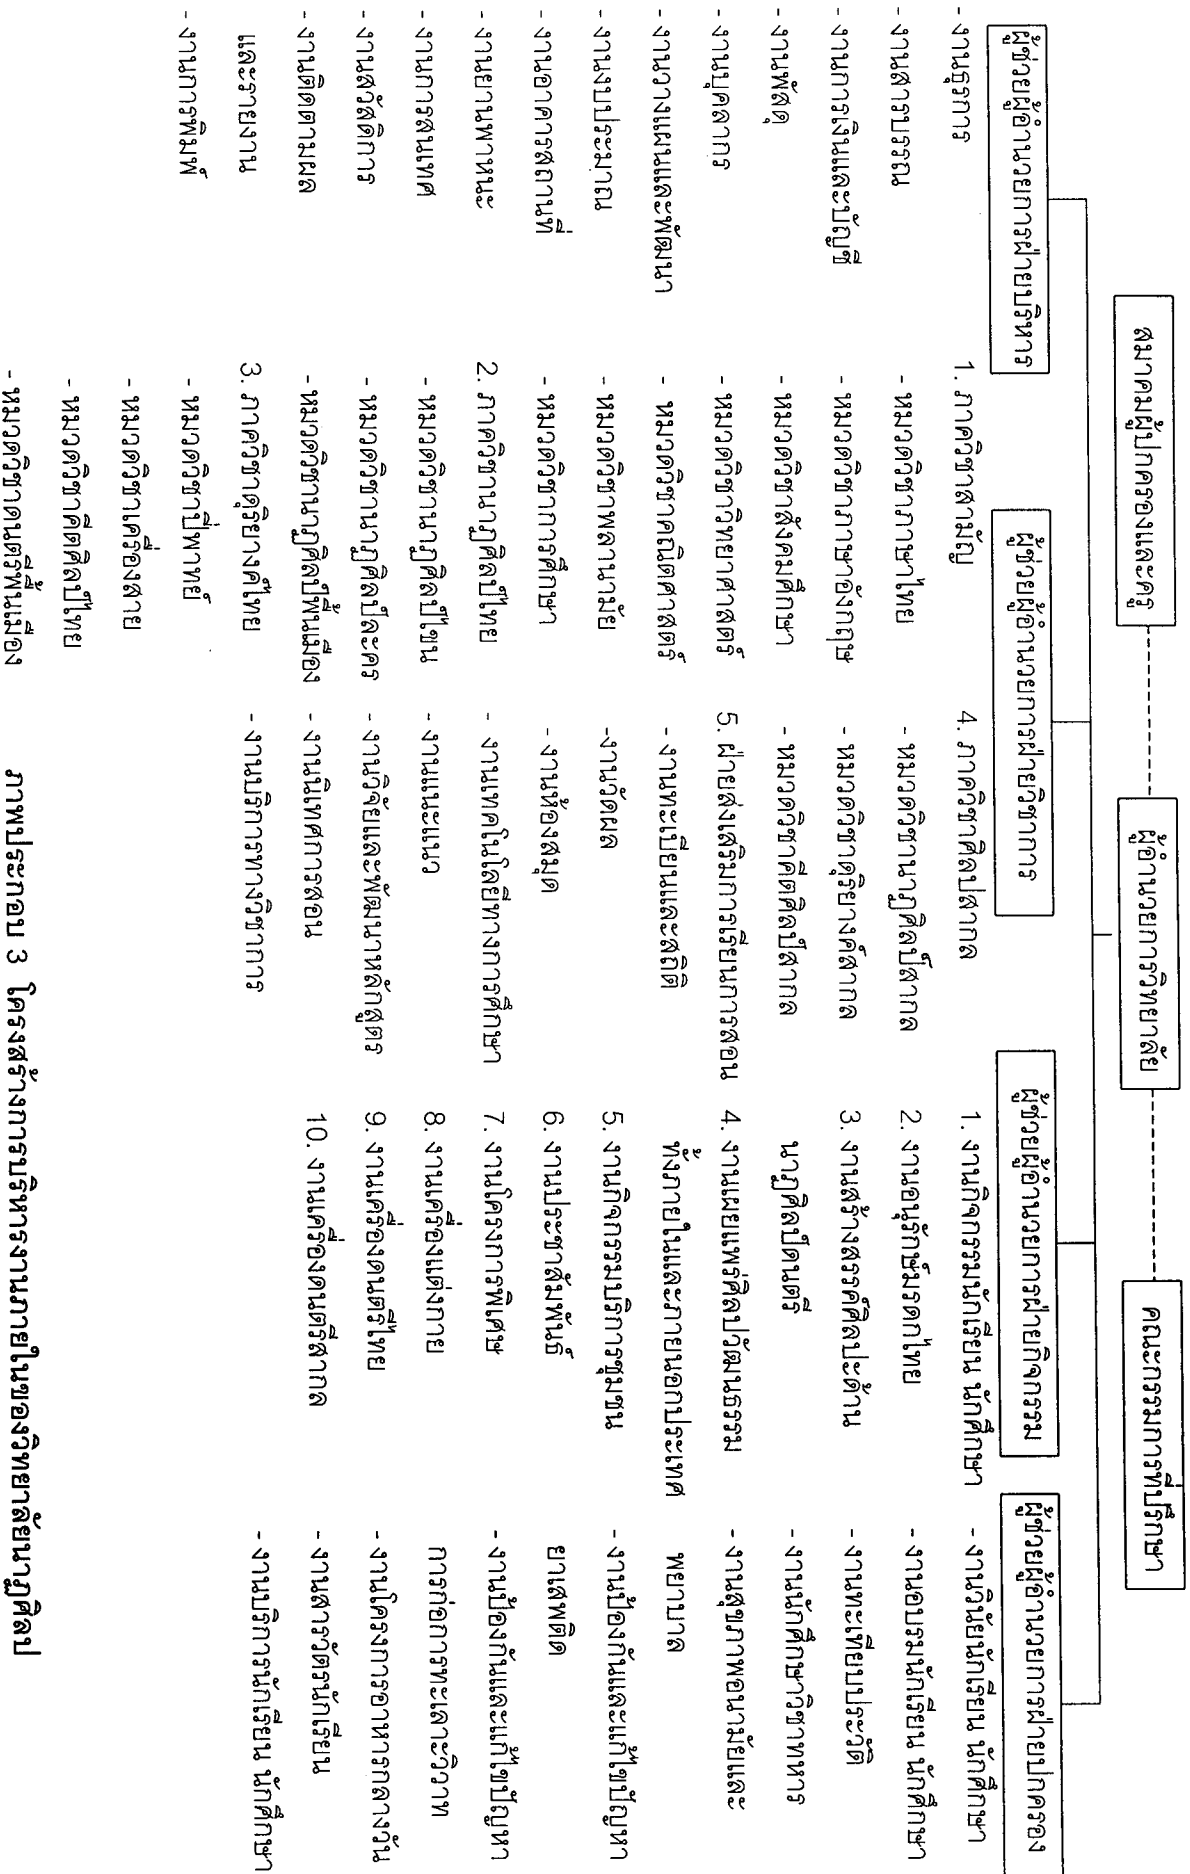 สมาคมผู้ปกครองและครู
ผู้อำนวยการวิทยาลัย
คณะกรรมการที่ปรึกษา
ผู้ช่วยผู้อำนวยการฝ่ายบริหาร
- งานธุรการ
- งานสารบรรณ
- งานการเงินและบัญชี
- งานพัสดุ
- งานบุคลากร
- งานวางแผนและพัฒนา
- งานงบประมาณ
- งานอาคารสถานที่
- งานยานพาหนะ
- งานการสนเทศ
- งานสวัสดิการ
- งานติดตามผล
และรายงาน
- งานการพิมพ์
ผู้ช่วยผู้อำนวยการฝ่ายวิชาการ
1. ภาควิชาสามัญ
- หมวดวิชาภาษาไทย
- หมวดวิชาภาษาอังกฤษ
- หมวดวิชาสังคมศึกษา
- หมวดวิชาวิทยาศาสตร์
- หมวดวิชาคณิตศาสตร์
- หมวดวิชาพลานามัย
- หมวดวิชาการศึกษา
2. ภาควิชานาฏศิลป์ไทย
- หมวดวิชานาฏศิลป์โขน
- หมวดวิชานาฏศิลป์ละคร
- หมวดวิชานาฏศิลป์พื้นเมือง
3. ภาควิชาดุริยางค์ไทย
- หมวดวิชาปี่พาทย์
- หมวดวิชาเครื่องสาย
- หมวดวิชาคีตศิลป์ไทย
- หมวดวิชาดนตรีพื้นเมือง
4. ภาควิชาศิลปสากล
- หมวดวิชานาฏศิลป์สากล
- หมวดวิชาดุริยางค์สากล
- หมวดวิชาคีตศิลป์สากล
5. ฝ่ายส่งเสริมการเรียนการสอน
- งานทะเบียนและสถิติ
-งานวัดผล
- งานห้องสมุด
- งานเทคโนโลยีทางการศึกษา
- งานแนะแนว
- งานวิจัยและพัฒนาหลักสูตร
- งานนิเทศการสอน
- งานบริการทางวิชาการ
ผู้ช่วยผู้อำนวยการฝ่ายกิจกรรม
1. งานกิจกรรมนักเรียน นักศึกษา
2. งานอนุรักษ์มรดกไทย
3. งานสร้างสรรค์ศิลปะด้าน
นาฏศิลป์ดนตรี
4. งานเผยแพร่ศิลปวัฒนธรรม
ทั้งภายในและภายนอกประเทศ
5. งานกิจกรรมบริการชุมชน
6. งานประชาสัมพันธ์
7. งานโครงการพิเศษ
8. งานเครื่องแต่งกาย
9. งานเครื่องดนตรีไทย
10. งานเครื่องดนตรีสากล
ผู้ช่วยผู้อำนวยการฝ่ายปกครอง
- งานวินัยนักเรียน นักศึกษา
- งานอบรมนักเรียน นักศึกษา
- งานทะเทียบประวัติ
- งานนักศึกษาวิชาทหาร
- งานสุขภาพอนามัยและ
พยาบาล
- งานป้องกันและแก้ไขปัญหา
ยาเสพติด
- งานป้องกันและแก้ไขปัญหา
การก่อการทะเลาะวิวาท
- งานโครงการอาหารกลางวัน
- งานสารวัตรนักเรียน
- งานบริการนักเรียน นักศึกษา
ภาพประกอบ 3 โครงสร้างการบริหารงานภายในของวิทยาลัยนาฏศิลป